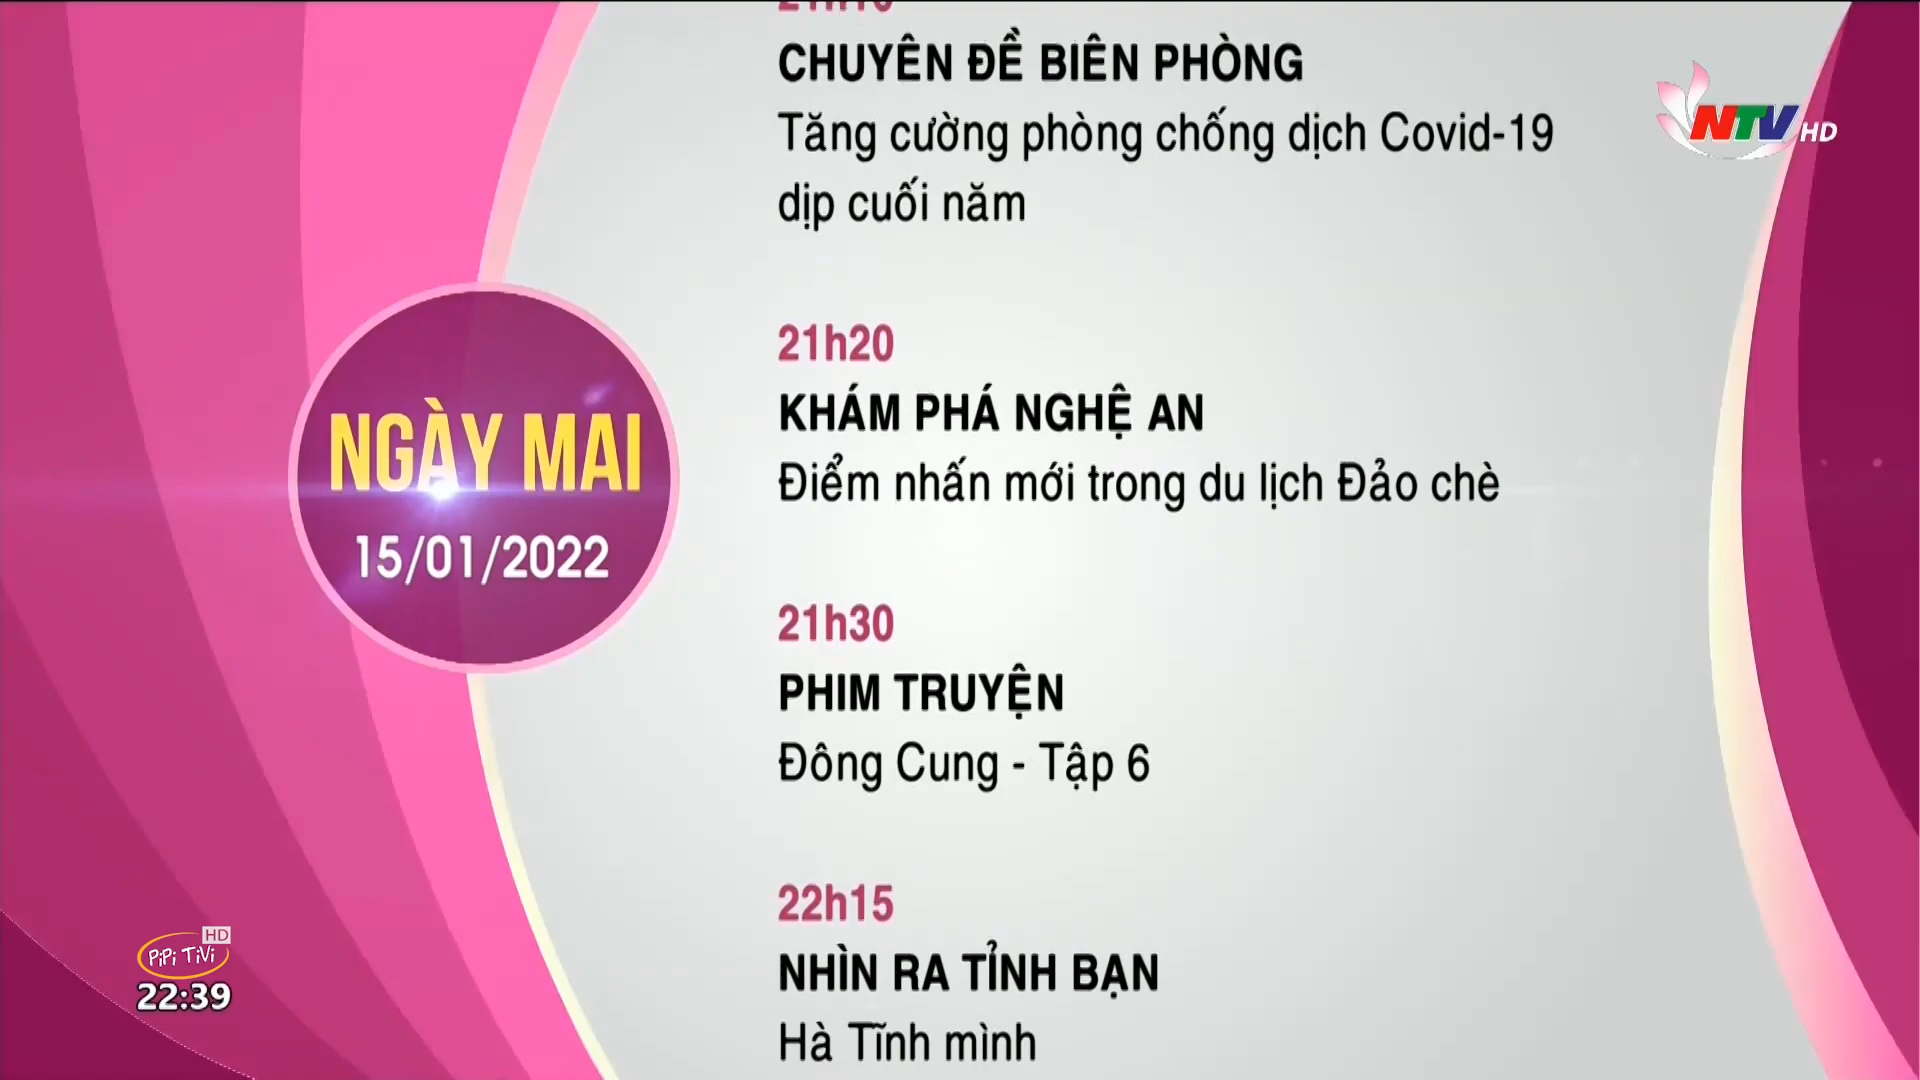 CHUYÊN ĐỀ BIÊN PHÒNG
Tăng cường phòng chống dịch Covid-19
dịp cuối năm
NTV HD
21h20
KHÁM PHÁ NGHỆ AN
Điểm nhấn mới trong du lịch Đảo chè
NGÀY MAI
15/01/2022
21h30
PHIM TRUYỆN
Đông Cung - Tập 6
22h15
NHÌN RA TỈNH BẠN
Hà Tĩnh mình
HD
PiPi TiVi
22:39